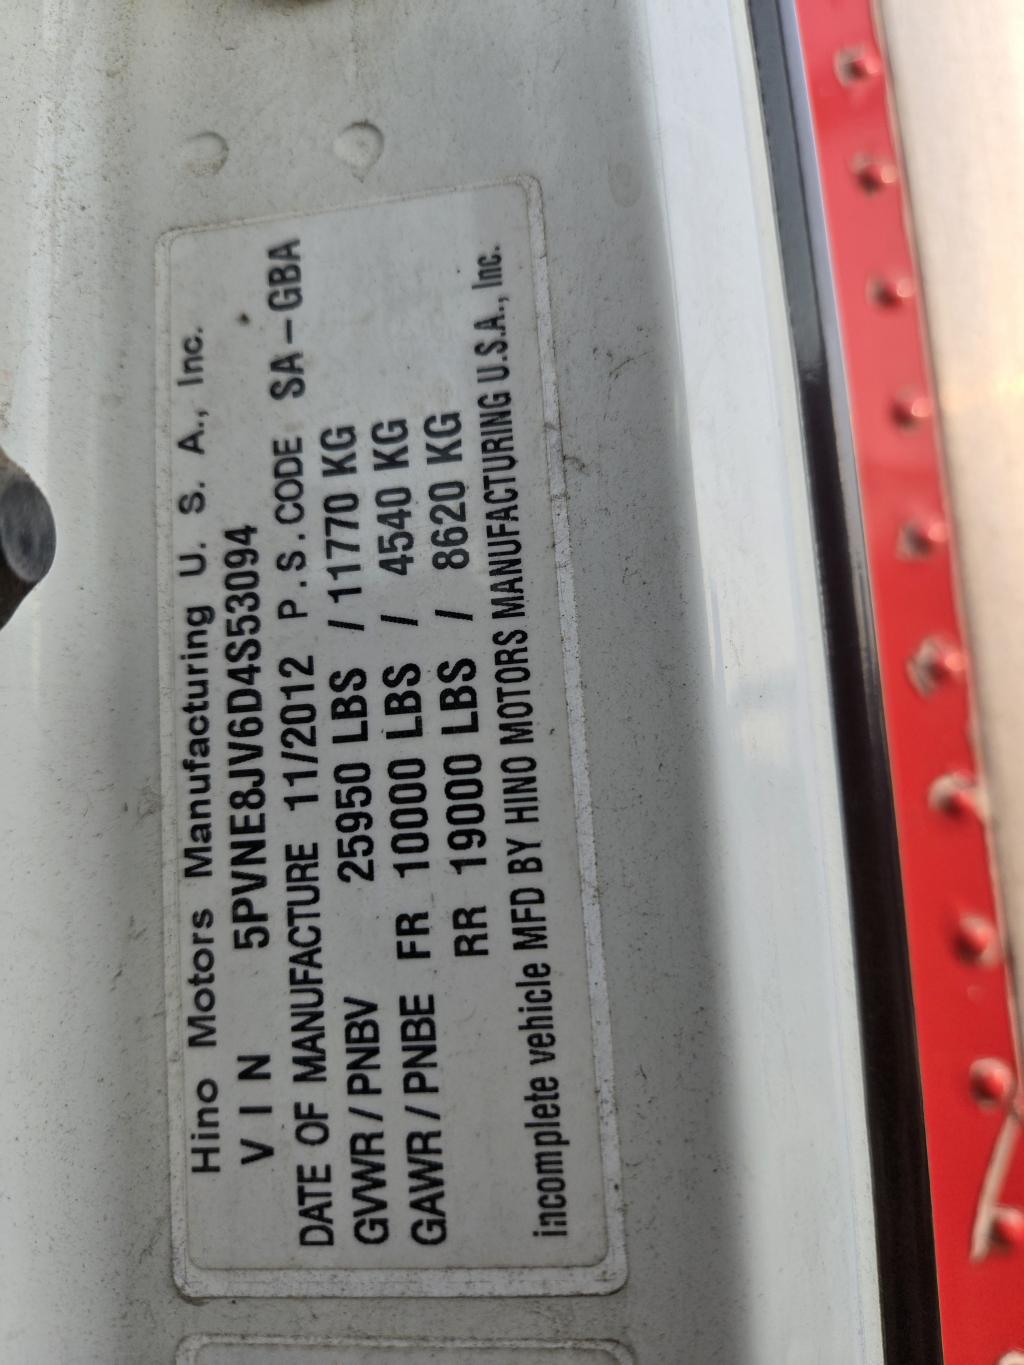 Hino Motors Manufacturing U. S. A., Inc.
VIN 5PVNE8JV6D4S53094
DATE OF MANUFACTURE 11/2012 P.S.CODE SA-GBA
GVWR/PNBV 25950 LBS / 11770 KG
GAWR/PNBE FR 10000 LBS / 4540 KG
RR 19000 LBS / 8620 KG
incomplete vehicle MFD BY HINO MOTORS MANUFACTURING U.S.A., Inc.